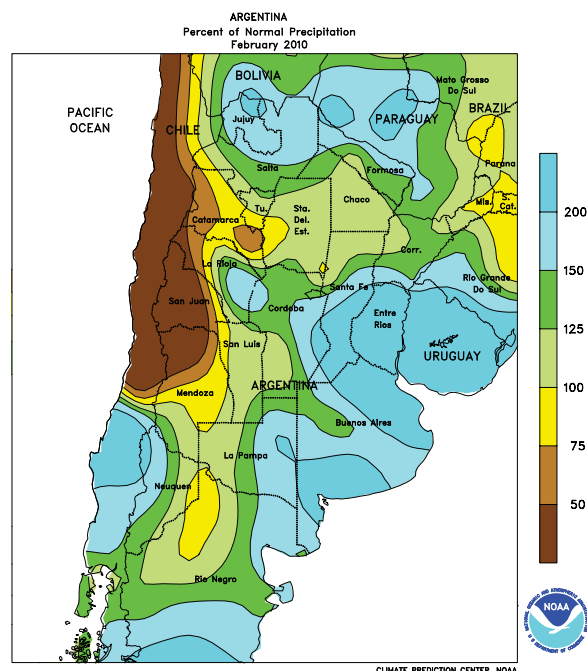 ARGENTINA
Percent of Normal Precipitation
February 2010
BOLIVIA
Mato Grosso
Do Sul
PACIFIC
OCEAN
BRAZIL
Jujuy
PARAGUAY
CHILE
Parana
Salta
Formosa
Chaco
Mis.
S.
Cat.
Tu.
Sta.
Del.
Est.
Catamarca
200
Corr.
La Rioja
150
Rio Grande
Do Sul
Santa Fe
San Juan
Cordoba
Entre
Rios
125
San Luis
URUGUAY
100
ARGENTINA
Mendoza
Buenos Aires
75
La Pampa
Neuquen
50
Rio Negro
NOAA
CLIMATE PREDICTION CENTER, NOAA